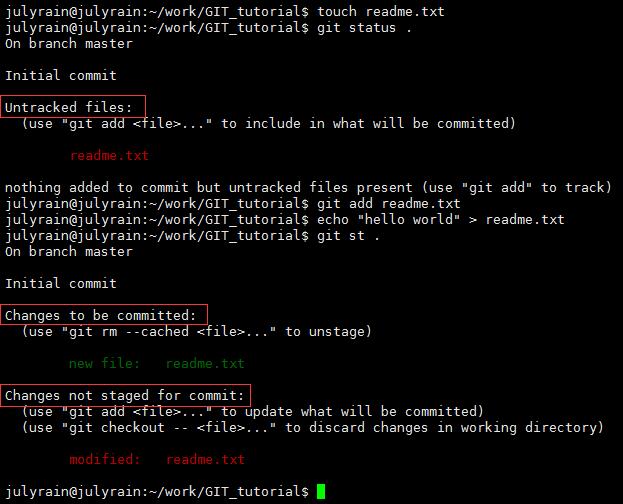 julyrain@julyrain:~/work/GIT_tutorial$ touch readme.txt
julyrain@julyrain:~/work/GIT_tutorial$ git status .
On branch master
Initial commit
Untracked files:
(use "git add <file>..." to include in what will be committed)
readme.txt
nothing added to commit but untracked files present (use "git add" to track)
julyrain@julyrain:~/work/GIT_tutorial$ git add readme.txt
julyrain@julyrain:~/work/GIT_tutorial$ echo "hello world" > readme.txt
julyrain@julyrain:~/work/GIT_tutorial$ git st .
On branch master
Initial commit
Changes to be committed:
(use "git rm --cached <file>..." to unstage)
new file:   readme.txt
Changes not staged for commit:
(use "git add <file>..." to update what will be committed)
(use "git checkout -- <file>..." to discard changes in working directory)
modified:   readme.txt
julyrain@julyrain:~/work/GIT_tutorial$